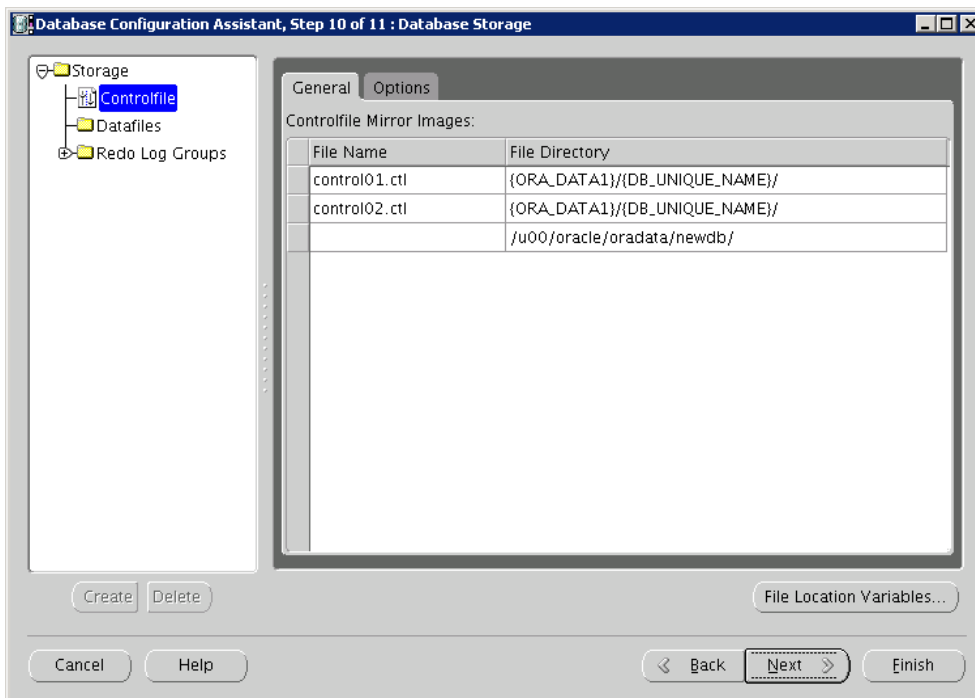 Database Configuration Assistant, Step 10 of 11 : Database Storage
Storage
Controlfile
Datafiles
Redo Log Groups
General Options
Controlfile Mirror Images:
File Name File Directory
control01.ctl {ORA_DATA1}/{DB_UNIQUE_NAME}/
control02.ctl {ORA_DATA1}/{DB_UNIQUE_NAME}/
/u00/oracle/oradata/newdb/
Create Delete File Location Variables...
Cancel Help Back Next Finish